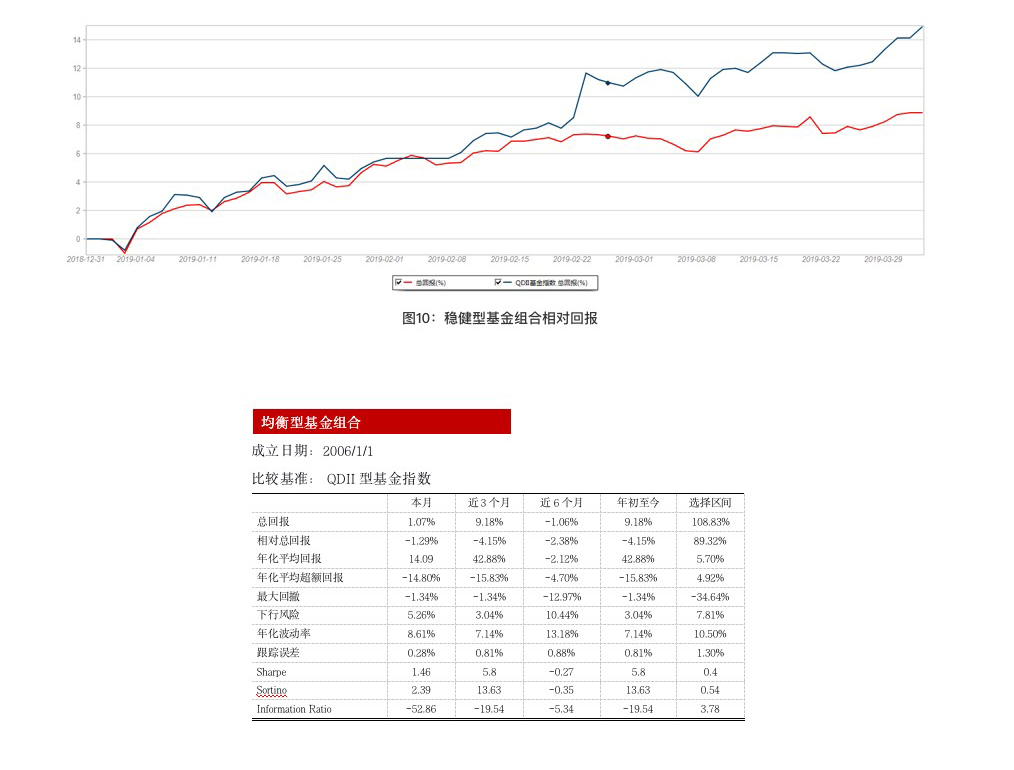 14
12
10
8
6
4
2
0
2018-12-31 2019-01-04 2019-01-11 2019-01-18 2019-01-25 2019-02-01 2019-02-08 2019-02-15 2019-02-22 2019-03-01 2019-03-08 2019-03-15 2019-03-22 2019-03-29
总回报(%) QDII基金指数 总回报(%)
图10：稳健型基金组合相对回报
均衡型基金组合
成立日期： 2006/1/1
比较基准： QDII 型基金指数
本月 近 3 个月 近 6 个月 年初至今 选择区间
总回报 1.07% 9.18% -1.06% 9.18% 108.83%
相对总回报 -1.29% -4.15% -2.38% -4.15% 89.32%
年化平均回报 14.09 42.88% -2.12% 42.88% 5.70%
年化平均超额回报 -14.80% -15.83% -4.70% -15.83% 4.92%
最大回撤 -1.34% -1.34% -12.97% -1.34% -34.64%
下行风险 5.26% 3.04% 10.44% 3.04% 7.81%
年化波动率 8.61% 7.14% 13.18% 7.14% 10.50%
跟踪误差 0.28% 0.81% 0.88% 0.81% 1.30%
Sharpe 1.46 5.8 -0.27 5.8 0.4
Sortino 2.39 13.63 -0.35 13.63 0.54
Information Ratio -52.86 -19.54 -5.34 -19.54 3.78